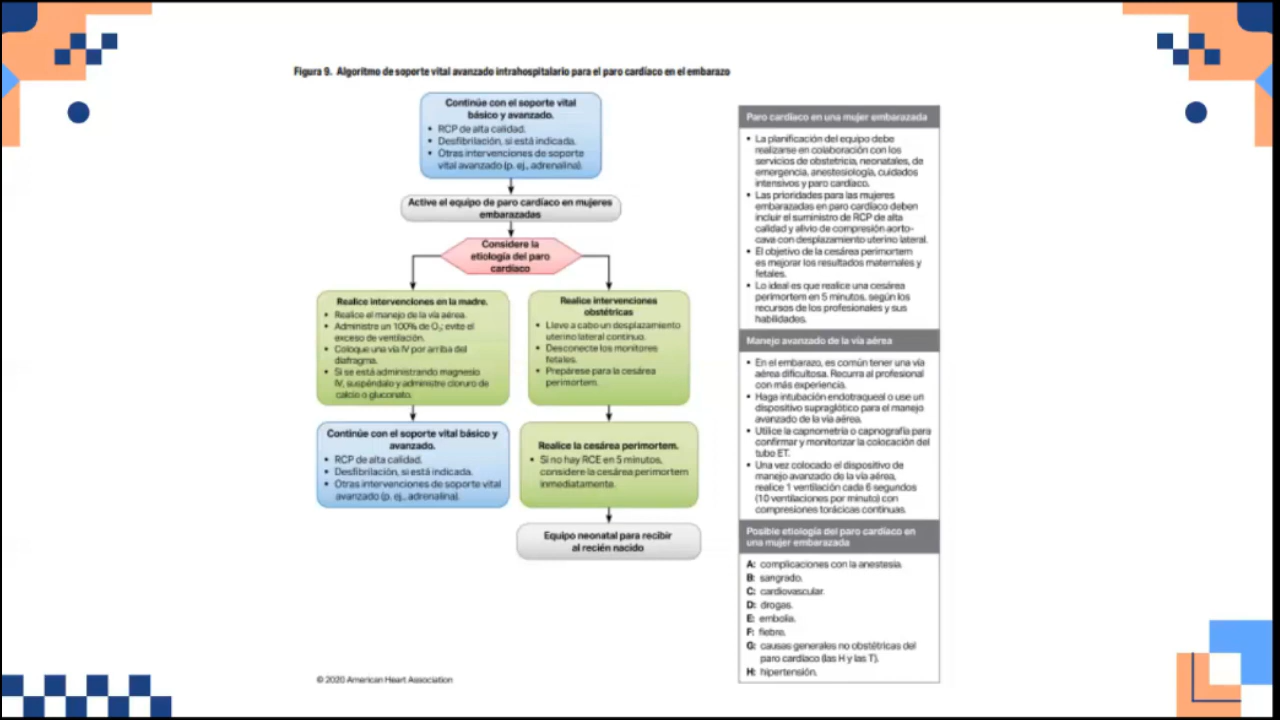 Figura 9. Algoritmo de soporte vital avanzado intrahospitalario para el paro cardíaco en el embarazo
Continúe con el soporte vital
básico y avanzado.
• RCP de alta calidad.
• Desfibrilación, si está indicada.
• Otras intervenciones de soporte
vital avanzado (p. ej., adrenalina).
Active el equipo de paro cardíaco en mujeres
embarazadas
Considere la
etiología del paro
cardíaco
Realice intervenciones en la madre.
• Realice el manejo de la vía aérea.
• Administre un 100% de O₂; evite el
exceso de ventilación.
• Coloque una vía IV por arriba del
diafragma.
• Si se está administrando magnesio
IV, suspéndalo y administre cloruro de
calcio o gluconato.
Continúe con el soporte vital básico y
avanzado.
• RCP de alta calidad.
• Desfibrilación, si está indicada.
• Otras intervenciones de soporte vital
avanzado (p. ej., adrenalina).
Realice intervenciones
obstétricas
• Lleve a cabo un desplazamiento
uterino lateral continuo.
• Desconecte los monitores
fetales.
• Prepárese para la cesárea
perimortem.
Realice la cesárea perimortem.
• Si no hay RCE en 5 minutos,
considere la cesárea perimortem
inmediatamente.
Equipo neonatal para recibir
al recién nacido
Paro cardíaco en una mujer embarazada
• La planificación del equipo debe
realizarse en colaboración con los
servicios de obstetricia, neonatales, de
emergencia, anestesiología, cuidados
intensivos y paro cardíaco.
• Las prioridades para las mujeres
embarazadas en paro cardíaco deben
incluir el suministro de RCP de alta
calidad y alivio de compresión aorto-
cava con desplazamiento uterino lateral.
• El objetivo de la cesárea perimortem
es mejorar los resultados maternales y
fetales.
• Lo ideal es que realice una cesárea
perimortem en 5 minutos, según los
recursos de los profesionales y sus
habilidades.
Manejo avanzado de la vía aérea
• En el embarazo, es común tener una vía
aérea dificultosa. Recurra al profesional
con más experiencia.
• Haga intubación endotraqueal o use un
dispositivo supraglótico para el manejo
avanzado de la vía aérea.
• Utilice la capnometría o capnografía para
confirmar y monitorizar la colocación del
tubo ET.
• Una vez colocado el dispositivo de
manejo avanzado de la vía aérea,
realice 1 ventilación cada 6 segundos
(10 ventilaciones por minuto) con
compresiones torácicas continuas.
Posible etiología del paro cardíaco en
una mujer embarazada
A: complicaciones con la anestesia.
B: sangrado.
C: cardiovascular.
D: drogas.
E: embolia.
F: fiebre.
G: causas generales no obstétricas del
paro cardíaco (las H y las T).
H: hipertensión.
© 2020 American Heart Association